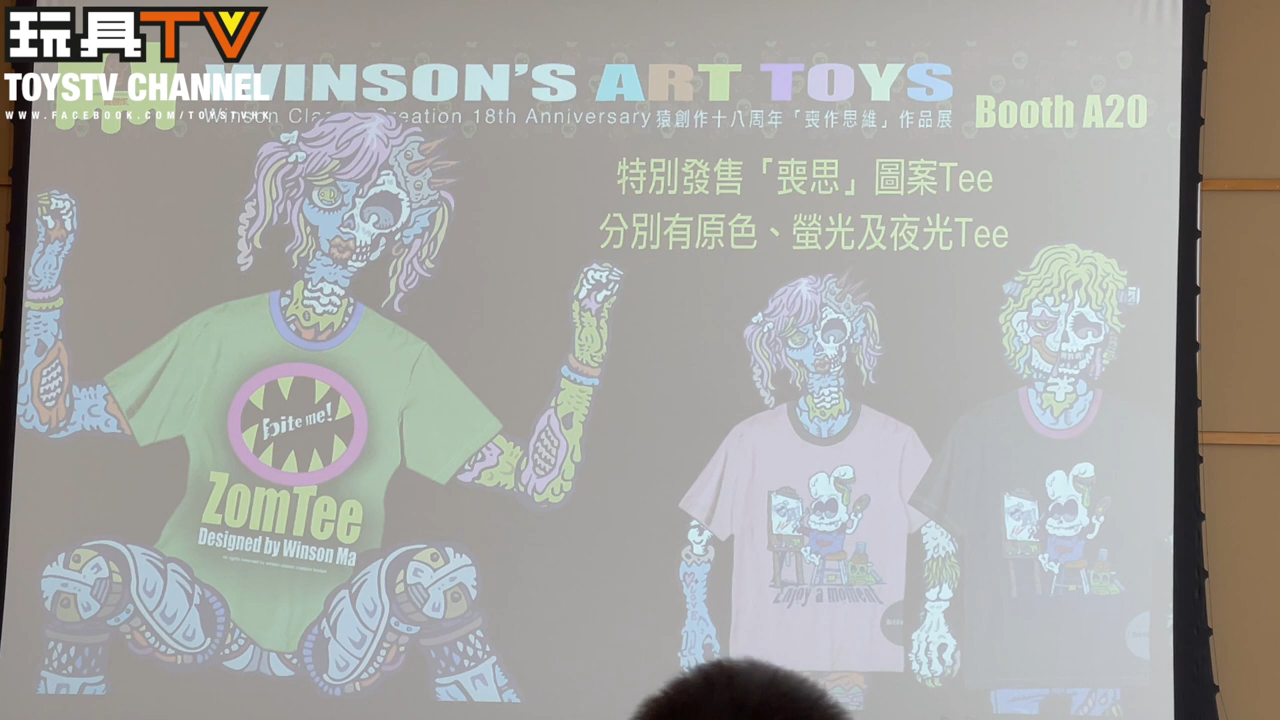 玩具TV
TOYSTV CHANNEL
WWW.FACEBOOK.COM/TOYSTVHK
WINSON'S ART TOYS
Creation 18th Anniversary 猿創作十八周年「喪作思維」作品展
Booth A20
特別發售「喪思」圖案Tee
分別有原色、螢光及夜光Tee
bite me!
ZomTee
Designed by Winson Ma
Enjoy a moment